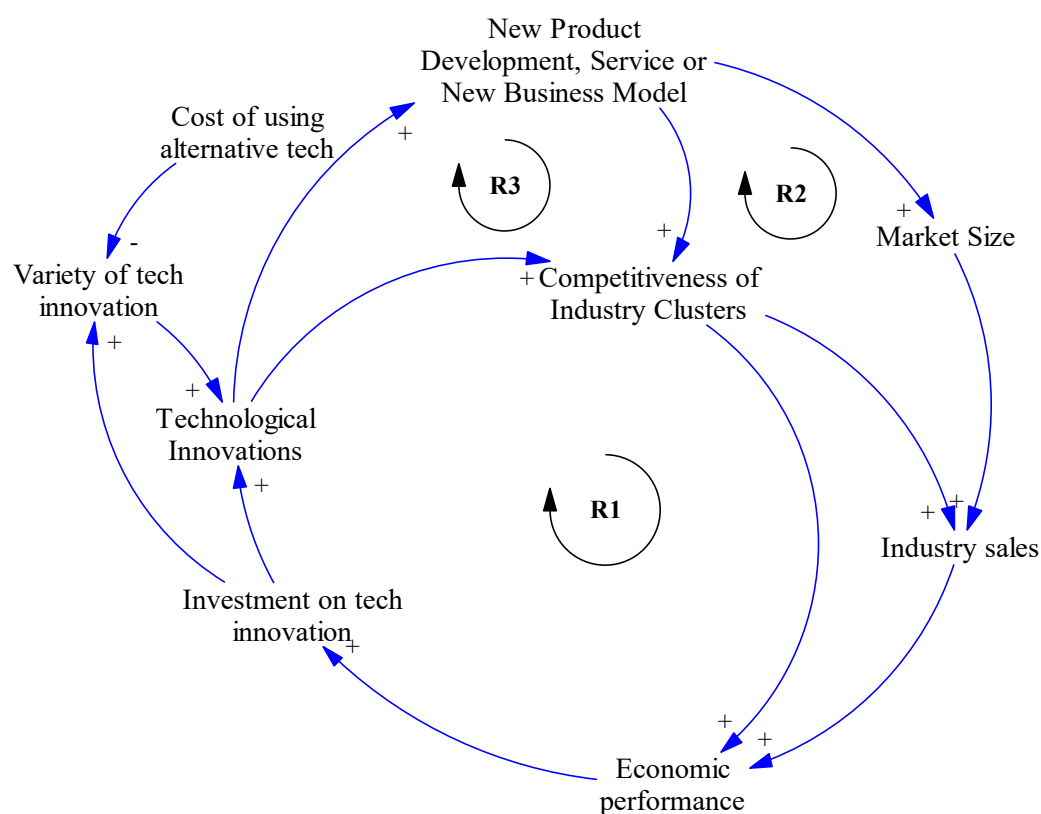 New Product
Development, Service or
New Business Model
Cost of using
alternative tech
+
R3
R2
+
Market Size
+
-
Variety of tech
innovation
+
Competitiveness of
Industry Clusters
+
+
Technological
Innovations
+
R1
+
+
Industry sales
Investment on tech
innovation
+
+
+
Economic
performance